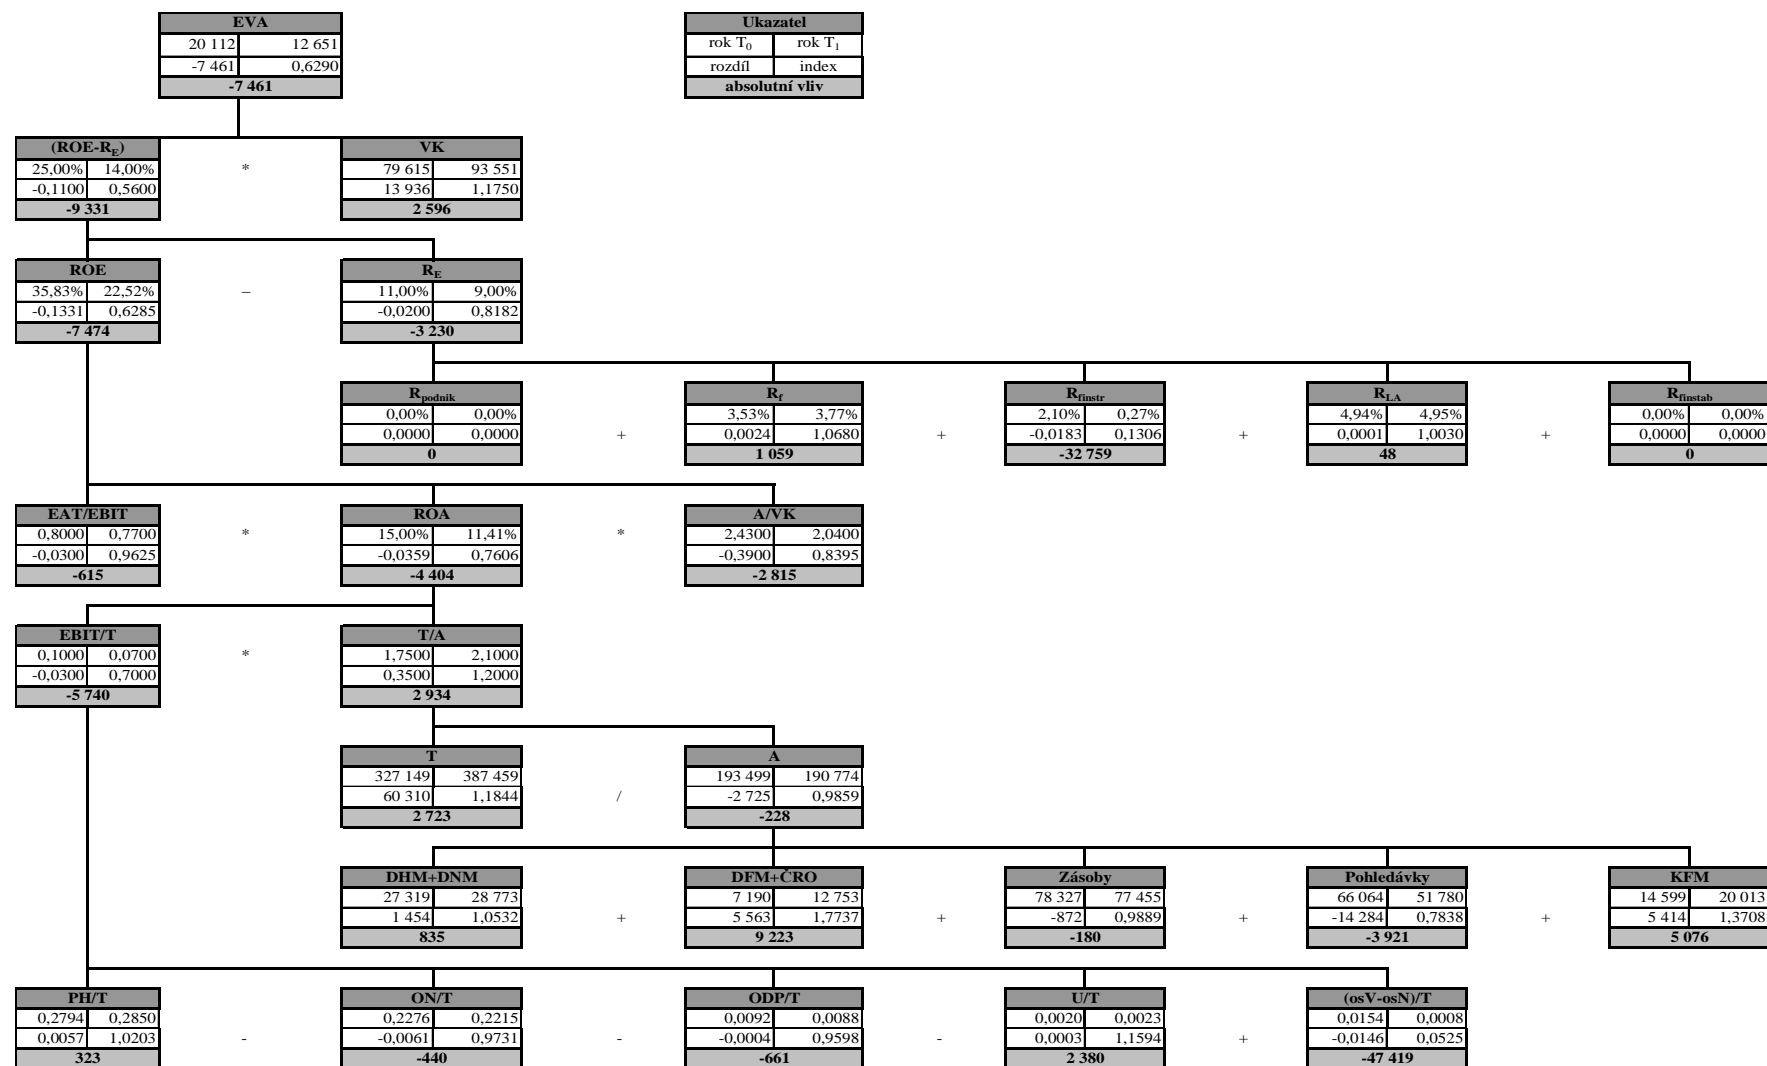 EVA Ukazatel
20 112 12 651 rok T₀ rok T₁
-7 461 0,6290 rozdíl index
-7 461 absolutní vliv
(ROE-R_E) VK
25,00% 14,00% * 79 615 93 551
-0,1100 0,5600 13 936 1,1750
-9 331 2 596
ROE R_E
35,83% 22,52% – 11,00% 9,00%
-0,1331 0,6285 -0,0200 0,8182
-7 474 -3 230
R_podnik R_f R_finstr R_LA R_finstab
0,00% 0,00% 3,53% 3,77% 2,10% 0,27% 4,94% 4,95% 0,00% 0,00%
0,0000 0,0000 + 0,0024 1,0680 + -0,0183 0,1306 + 0,0001 1,0030 + 0,0000 0,0000
0 1 059 -32 759 48 0
EAT/EBIT ROA A/VK
0,8000 0,7700 * 15,00% 11,41% * 2,4300 2,0400
-0,0300 0,9625 -0,0359 0,7606 -0,3900 0,8395
-615 -4 404 -2 815
EBIT/T T/A
0,1000 0,0700 * 1,7500 2,1000
-0,0300 0,7000 0,3500 1,2000
-5 740 2 934
T A
327 149 387 459 193 499 190 774
60 310 1,1844 / -2 725 0,9859
2 723 -228
DHM+DNM DFM+ČRO Zásoby Pohledávky KFM
27 319 28 773 7 190 12 753 78 327 77 455 66 064 51 780 14 599 20 013
1 454 1,0532 + 5 563 1,7737 + -872 0,9889 + -14 284 0,7838 + 5 414 1,3708
835 9 223 -180 -3 921 5 076
PH/T ON/T ODP/T U/T (osV-osN)/T
0,2794 0,2850 0,2276 0,2215 0,0092 0,0088 0,0020 0,0023 0,0154 0,0008
0,0057 1,0203 - -0,0061 0,9731 - -0,0004 0,9598 - 0,0003 1,1594 + -0,0146 0,0525
323 -440 -661 2 380 -47 419